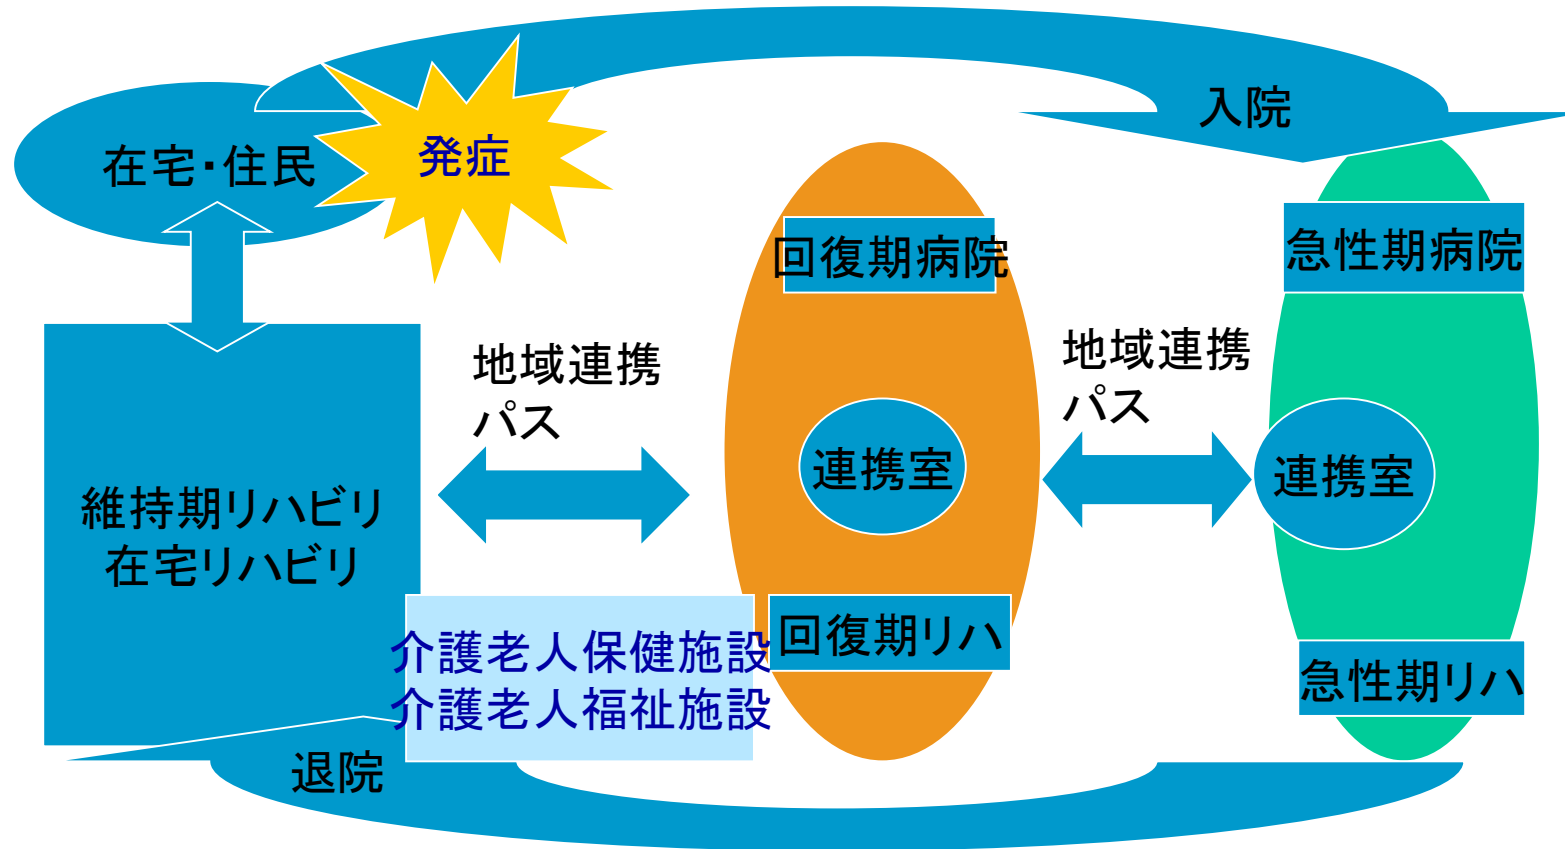 入院
在宅・住民
発症
回復期病院
急性期病院
地域連携
パス
地域連携
パス
連携室
連携室
維持期リハビリ
在宅リハビリ
介護老人保健施設
介護老人福祉施設
回復期リハ
急性期リハ
退院